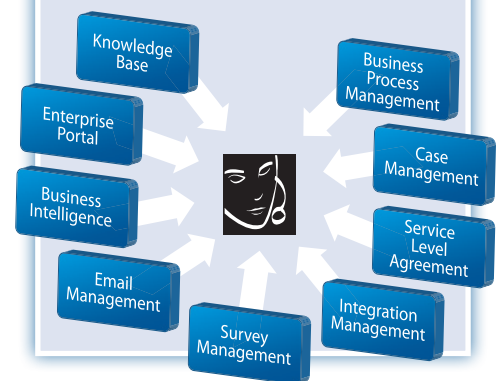 Knowledge
Base
Business
Process
Management
Enterprise
Portal
Case
Management
Business
Intelligence
Service
Level
Agreement
Email
Management
Integration
Management
Survey
Management